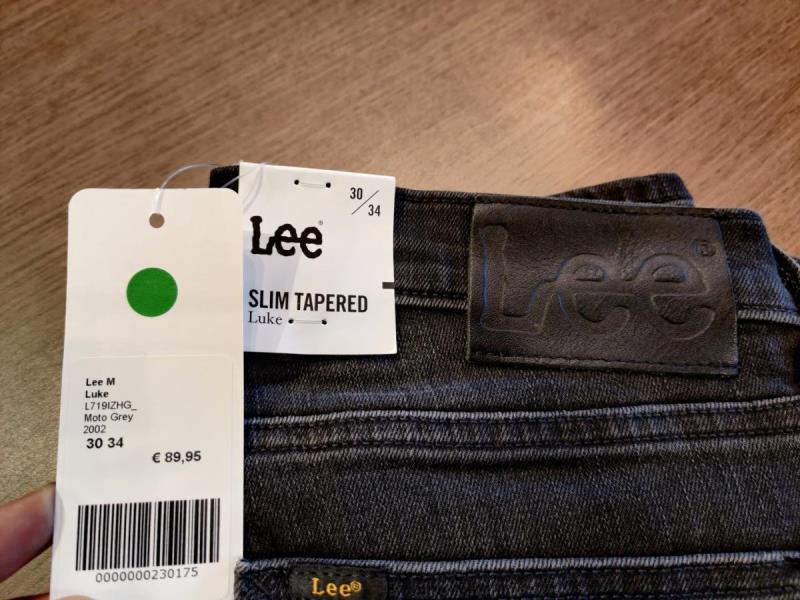 Lee M
Luke
L719IZHG_
Moto Grey
2002
30 34
€ 89,95
0000000230175
30/34
Lee®
SLIM TAPERED
Luke
Lee®
Lee®